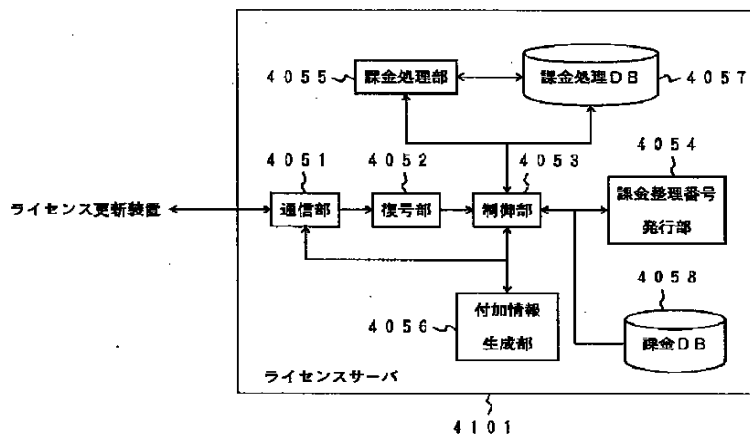 4055
課金処理部
課金処理DB
4057
4051
4052
4053
4054
ライセンス更新装置
通信部
復号部
制御部
課金整理番号
発行部
4056
付加情報
生成部
4058
課金DB
ライセンスサーバ
4101